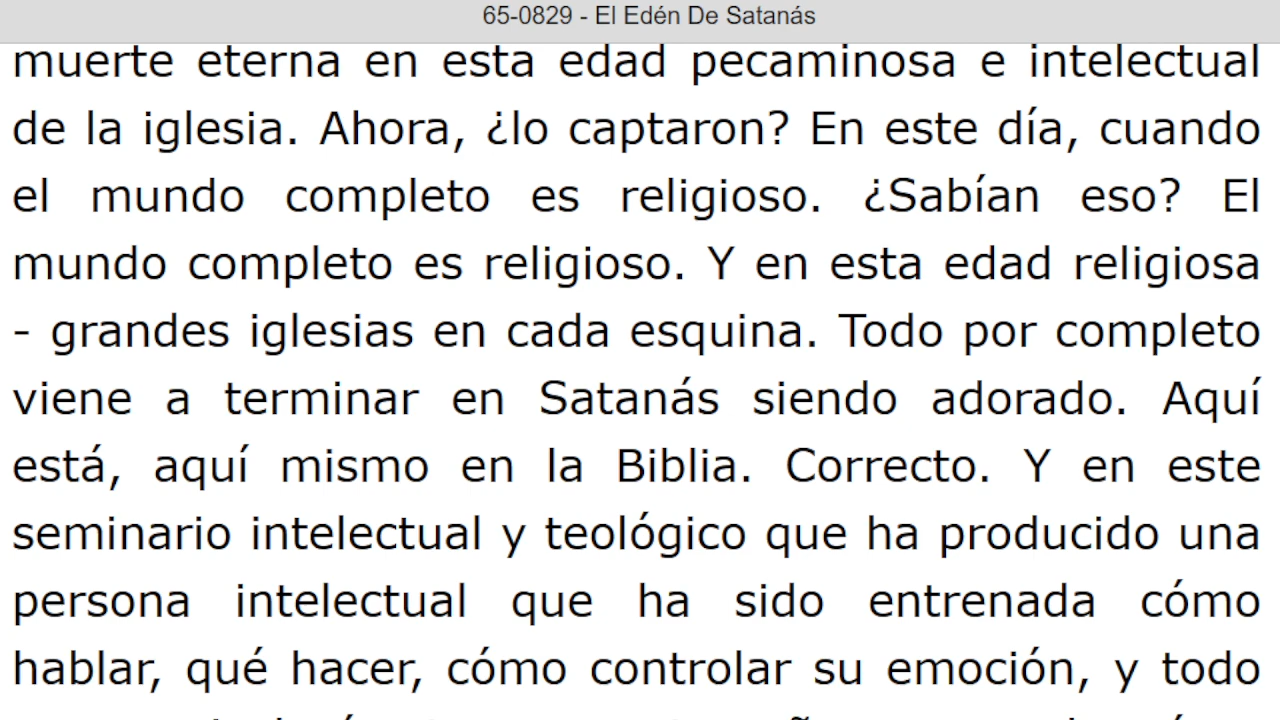 65-0829 - El Edén De Satanás
muerte eterna en esta edad pecaminosa e intelectual
de la iglesia. Ahora, ¿lo captaron? En este día, cuando
el mundo completo es religioso. ¿Sabían eso? El
mundo completo es religioso. Y en esta edad religiosa
- grandes iglesias en cada esquina. Todo por completo
viene a terminar en Satanás siendo adorado. Aquí
está, aquí mismo en la Biblia. Correcto. Y en este
seminario intelectual y teológico que ha producido una
persona intelectual que ha sido entrenada cómo
hablar, qué hacer, cómo controlar su emoción, y todo